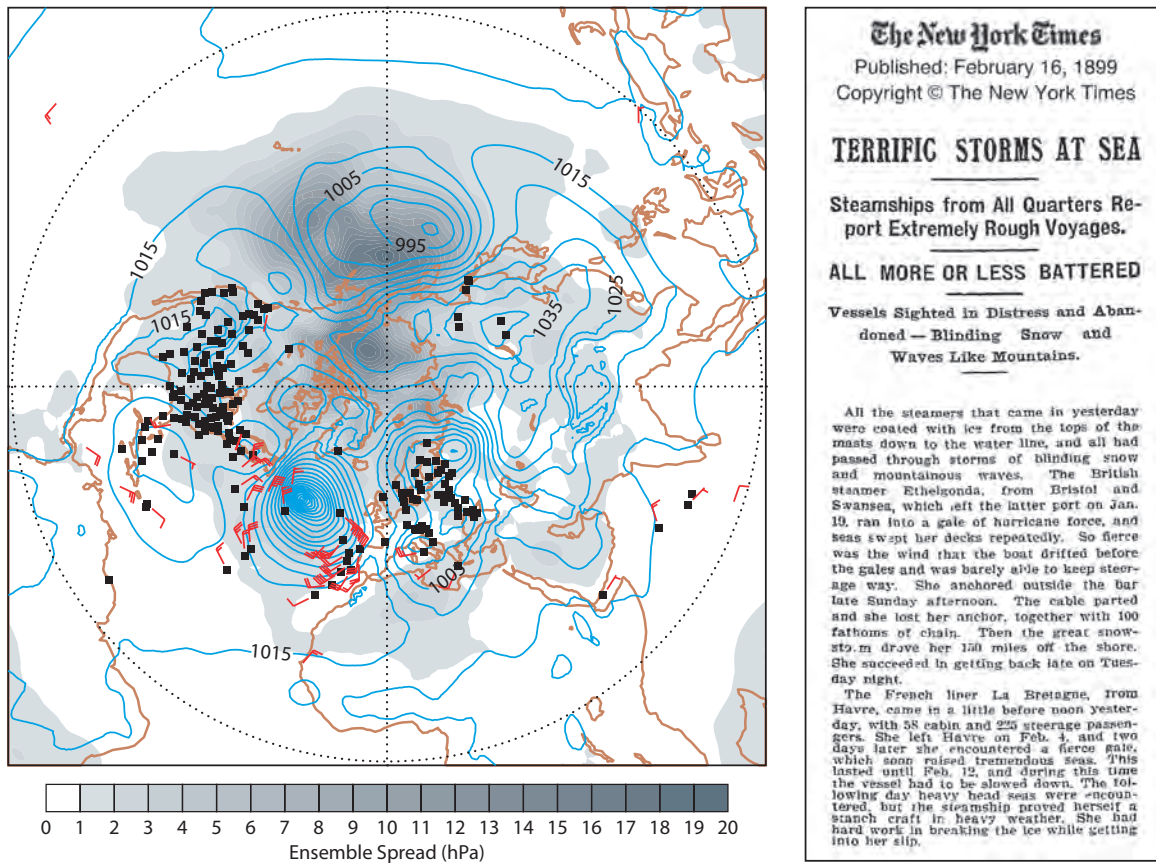 1005
1015
995
1015
1025
1035
1015
1005
1015
0 1 2 3 4 5 6 7 8 9 10 11 12 13 14 15 16 17 18 19 20
Ensemble Spread (hPa)
The New York Times
Published: February 16, 1899
Copyright © The New York Times
TERRIFIC STORMS AT SEA
Steamships from All Quarters Re-
port Extremely Rough Voyages.
ALL MORE OR LESS BATTERED
Vessels Sighted in Distress and Aban-
doned — Blinding Snow and
Waves Like Mountains.
All the steamers that came in yesterday
were coated with ice from the tops of the
masts down to the water line, and all had
passed through storms of blinding snow
and mountainous waves. The British
steamer Ethelgonda, from Bristol and
Swansea, which left the latter port on Jan.
19, ran into a gale of hurricane force, and
seas swept her decks repeatedly. So fierce
was the wind that the boat drifted before
the gales and was barely able to keep steer-
age way. She anchored outside the bar
late Sunday afternoon. The cable parted
and she lost her anchor, together with 100
fathoms of chain. Then the great snow-
storm drove her 150 miles off the shore.
She succeeded in getting back late on Tues-
day night.
The French liner La Bretagne, from
Havre, came in a little before noon yester-
day, with 58 cabin and 225 steerage passen-
gers. She left Havre on Feb. 4, and two
days later she encountered a fierce gale,
which soon raised tremendous seas. This
lasted until Feb. 12, and during this time
the vessel had to be slowed down. The fol-
lowing day heavy head seas were encoun-
tered, but the steamship proved herself a
stanch craft in heavy weather. She had
hard work in breaking the ice while getting
into her slip.